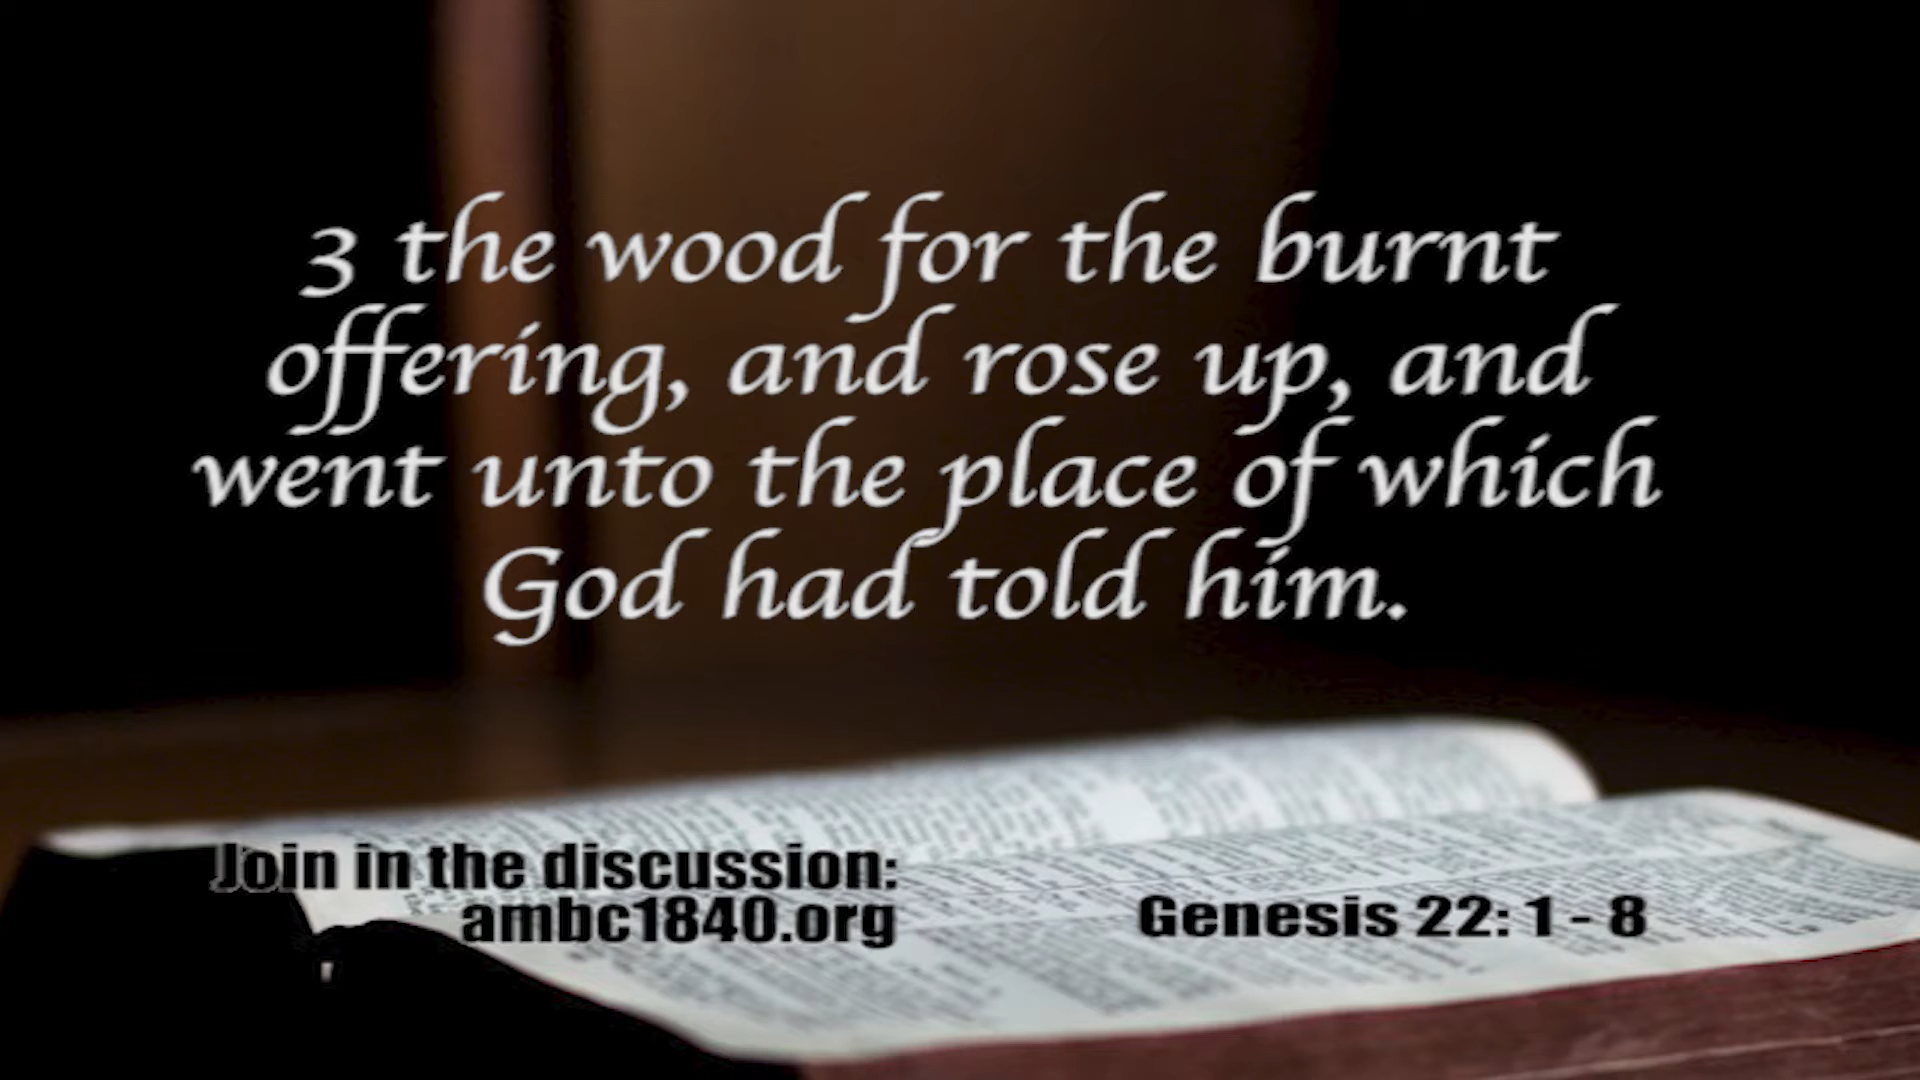 3 the wood for the burnt
offering, and rose up, and
went unto the place of which
God had told him.
Join in the discussion:
ambc1840.org
Genesis 22: 1 - 8